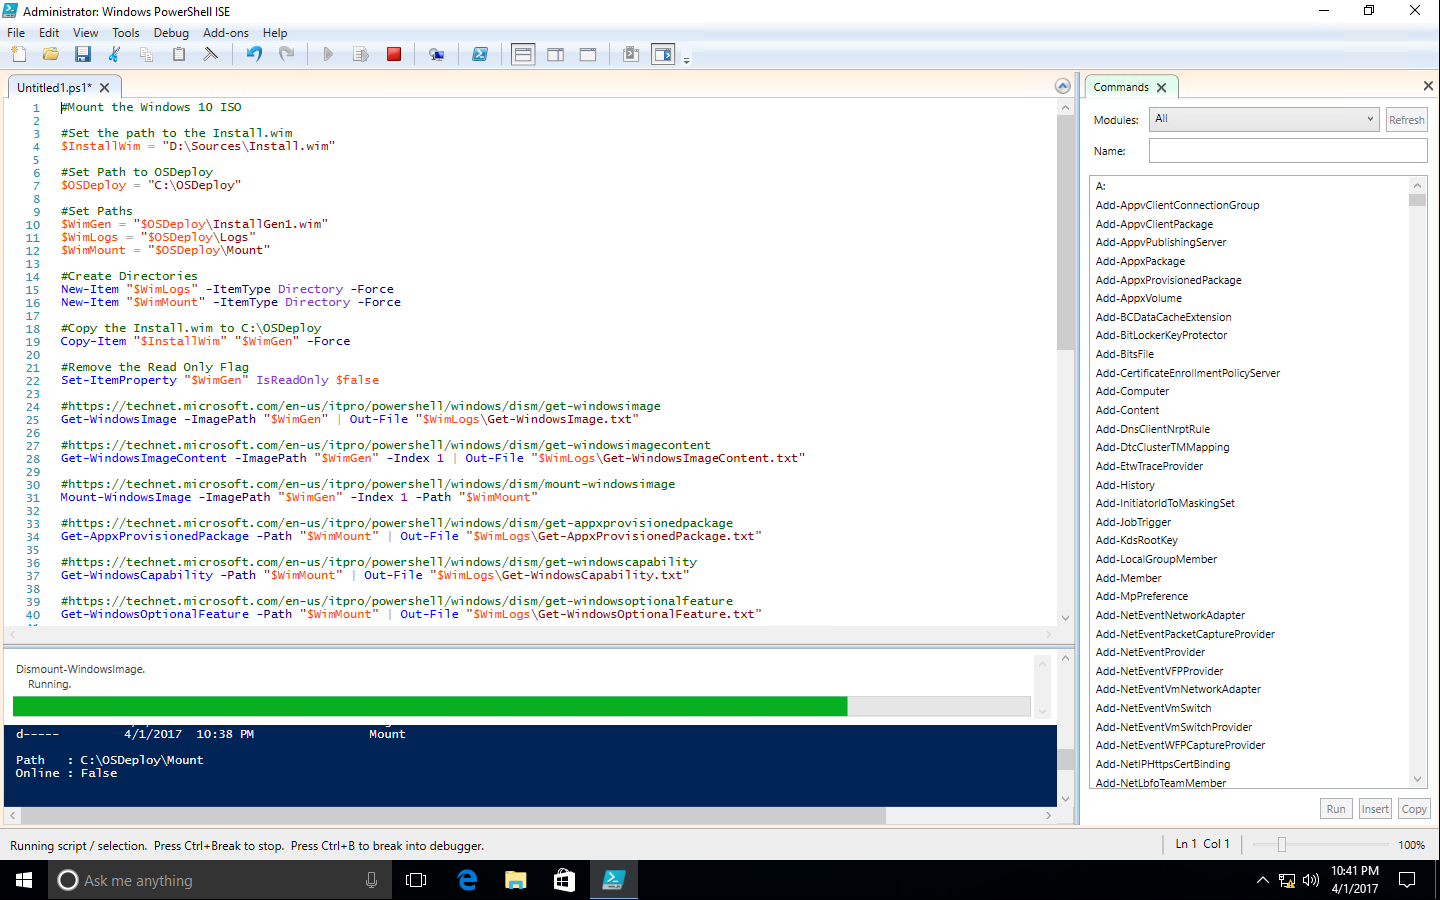 Administrator: Windows PowerShell ISE
File Edit View Tools Debug Add-ons Help
Untitled1.ps1*
1 #Mount the Windows 10 ISO
2
3 #Set the path to the Install.wim
4 $InstallWim = "D:\Sources\Install.wim"
5
6 #Set Path to OSDeploy
7 $OSDeploy = "C:\OSDeploy"
8
9 #Set Paths
10 $WimGen = "$OSDeploy\InstallGen1.wim"
11 $WimLogs = "$OSDeploy\Logs"
12 $WimMount = "$OSDeploy\Mount"
13
14 #Create Directories
15 New-Item "$WimLogs" -ItemType Directory -Force
16 New-Item "$WimMount" -ItemType Directory -Force
17
18 #Copy the Install.wim to C:\OSDeploy
19 Copy-Item "$InstallWim" "$WimGen" -Force
20
21 #Remove the Read Only Flag
22 Set-ItemProperty "$WimGen" IsReadOnly $false
23
24 #https://technet.microsoft.com/en-us/itpro/powershell/windows/dism/get-windowsimage
25 Get-WindowsImage -ImagePath "$WimGen" | Out-File "$WimLogs\Get-WindowsImage.txt"
26
27 #https://technet.microsoft.com/en-us/itpro/powershell/windows/dism/get-windowsimagecontent
28 Get-WindowsImageContent -ImagePath "$WimGen" -Index 1 | Out-File "$WimLogs\Get-WindowsImageContent.txt"
29
30 #https://technet.microsoft.com/en-us/itpro/powershell/windows/dism/mount-windowsimage
31 Mount-WindowsImage -ImagePath "$WimGen" -Index 1 -Path "$WimMount"
32
33 #https://technet.microsoft.com/en-us/itpro/powershell/windows/dism/get-appxprovisionedpackage
34 Get-AppxProvisionedPackage -Path "$WimMount" | Out-File "$WimLogs\Get-AppxProvisionedPackage.txt"
35
36 #https://technet.microsoft.com/en-us/itpro/powershell/windows/dism/get-windowscapability
37 Get-WindowsCapability -Path "$WimMount" | Out-File "$WimLogs\Get-WindowsCapability.txt"
38
39 #https://technet.microsoft.com/en-us/itpro/powershell/windows/dism/get-windowsoptionalfeature
40 Get-WindowsOptionalFeature -Path "$WimMount" | Out-File "$WimLogs\Get-WindowsOptionalFeature.txt"
Dismount-WindowsImage.
Running.
d----- 4/1/2017 10:38 PM Mount
Path : C:\OSDeploy\Mount
Online : False
Commands
Modules: All Refresh
Name:
A:
Add-AppvClientConnectionGroup
Add-AppvClientPackage
Add-AppvPublishingServer
Add-AppxPackage
Add-AppxProvisionedPackage
Add-AppxVolume
Add-BCDataCacheExtension
Add-BitLockerKeyProtector
Add-BitsFile
Add-CertificateEnrollmentPolicyServer
Add-Computer
Add-Content
Add-DnsClientNrptRule
Add-DtcClusterTMMapping
Add-EtwTraceProvider
Add-History
Add-InitiatorIdToMaskingSet
Add-JobTrigger
Add-KdsRootKey
Add-LocalGroupMember
Add-Member
Add-MpPreference
Add-NetEventNetworkAdapter
Add-NetEventPacketCaptureProvider
Add-NetEventProvider
Add-NetEventVFPProvider
Add-NetEventVmNetworkAdapter
Add-NetEventVmSwitch
Add-NetEventVmSwitchProvider
Add-NetEventWFPCaptureProvider
Add-NetIPHttpsCertBinding
Add-NetLbfoTeamMember
Run Insert Copy
Running script / selection. Press Ctrl+Break to stop. Press Ctrl+B to break into debugger.
Ln 1 Col 1 100%
Ask me anything
10:41 PM
4/1/2017